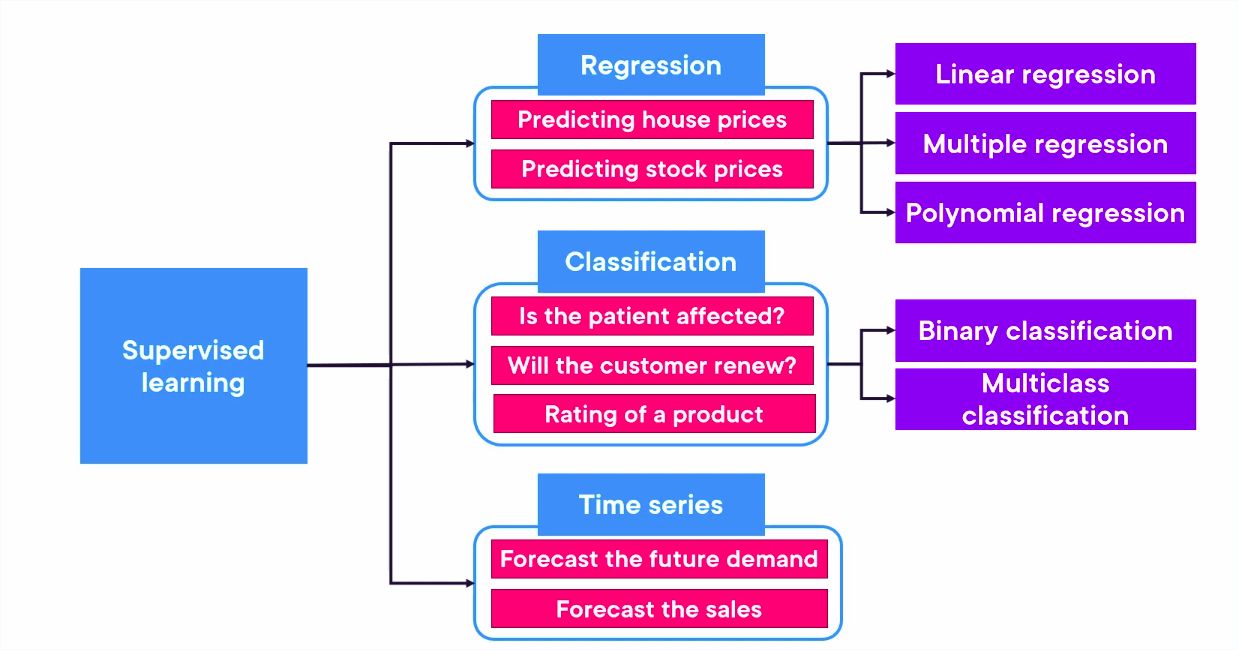 Supervised
learning
Regression
Predicting house prices
Predicting stock prices
Linear regression
Multiple regression
Polynomial regression
Classification
Is the patient affected?
Will the customer renew?
Rating of a product
Binary classification
Multiclass
classification
Time series
Forecast the future demand
Forecast the sales